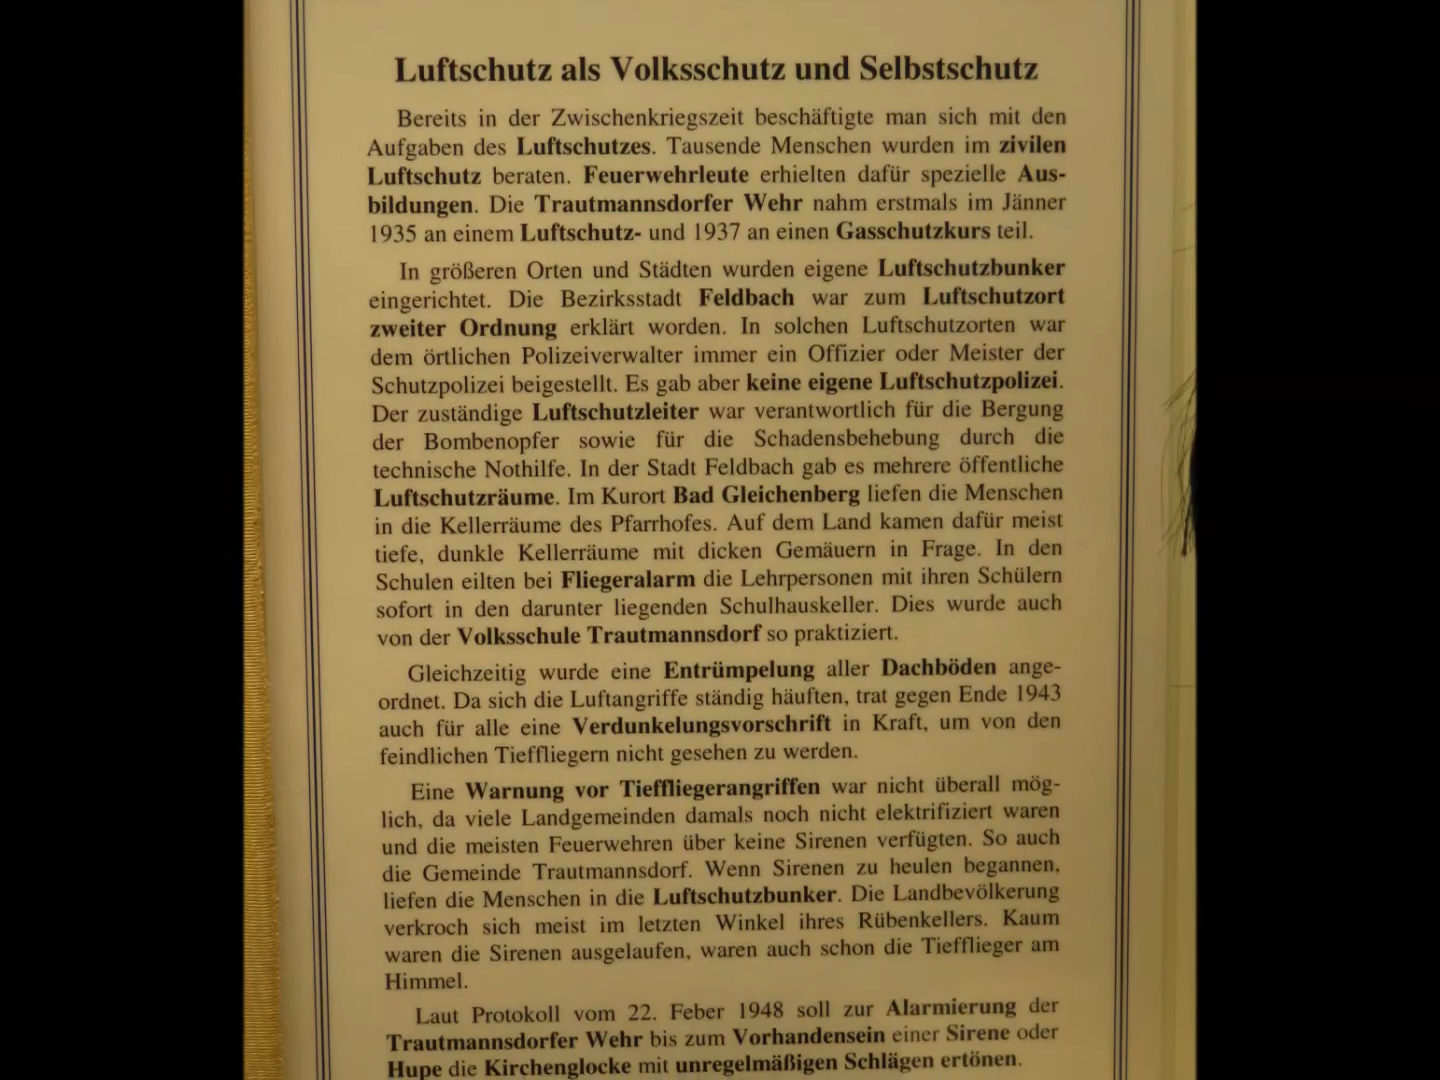 Luftschutz als Volksschutz und Selbstschutz
Bereits in der Zwischenkriegszeit beschäftigte man sich mit den
Aufgaben des Luftschutzes. Tausende Menschen wurden im zivilen
Luftschutz beraten. Feuerwehrleute erhielten dafür spezielle Aus-
bildungen. Die Trautmannsdorfer Wehr nahm erstmals im Jänner
1935 an einem Luftschutz- und 1937 an einen Gasschutzkurs teil.
In größeren Orten und Städten wurden eigene Luftschutzbunker
eingerichtet. Die Bezirksstadt Feldbach war zum Luftschutzort
zweiter Ordnung erklärt worden. In solchen Luftschutzorten war
dem örtlichen Polizeiverwalter immer ein Offizier oder Meister der
Schutzpolizei beigestellt. Es gab aber keine eigene Luftschutzpolizei.
Der zuständige Luftschutzleiter war verantwortlich für die Bergung
der Bombenopfer sowie für die Schadensbehebung durch die
technische Nothilfe. In der Stadt Feldbach gab es mehrere öffentliche
Luftschutzräume. Im Kurort Bad Gleichenberg liefen die Menschen
in die Kellerräume des Pfarrhofes. Auf dem Land kamen dafür meist
tiefe, dunkle Kellerräume mit dicken Gemäuern in Frage. In den
Schulen eilten bei Fliegeralarm die Lehrpersonen mit ihren Schülern
sofort in den darunter liegenden Schulhauskeller. Dies wurde auch
von der Volksschule Trautmannsdorf so praktiziert.
Gleichzeitig wurde eine Entrümpelung aller Dachböden ange-
ordnet. Da sich die Luftangriffe ständig häuften, trat gegen Ende 1943
auch für alle eine Verdunkelungsvorschrift in Kraft, um von den
feindlichen Tieffliegern nicht gesehen zu werden.
Eine Warnung vor Tieffliegerangriffen war nicht überall mög-
lich, da viele Landgemeinden damals noch nicht elektrifiziert waren
und die meisten Feuerwehren über keine Sirenen verfügten. So auch
die Gemeinde Trautmannsdorf. Wenn Sirenen zu heulen begannen,
liefen die Menschen in die Luftschutzbunker. Die Landbevölkerung
verkroch sich meist im letzten Winkel ihres Rübenkellers. Kaum
waren die Sirenen ausgelaufen, waren auch schon die Tiefflieger am
Himmel.
Laut Protokoll vom 22. Feber 1948 soll zur Alarmierung der
Trautmannsdorfer Wehr bis zum Vorhandensein einer Sirene oder
Hupe die Kirchenglocke mit unregelmäßigen Schlägen ertönen.